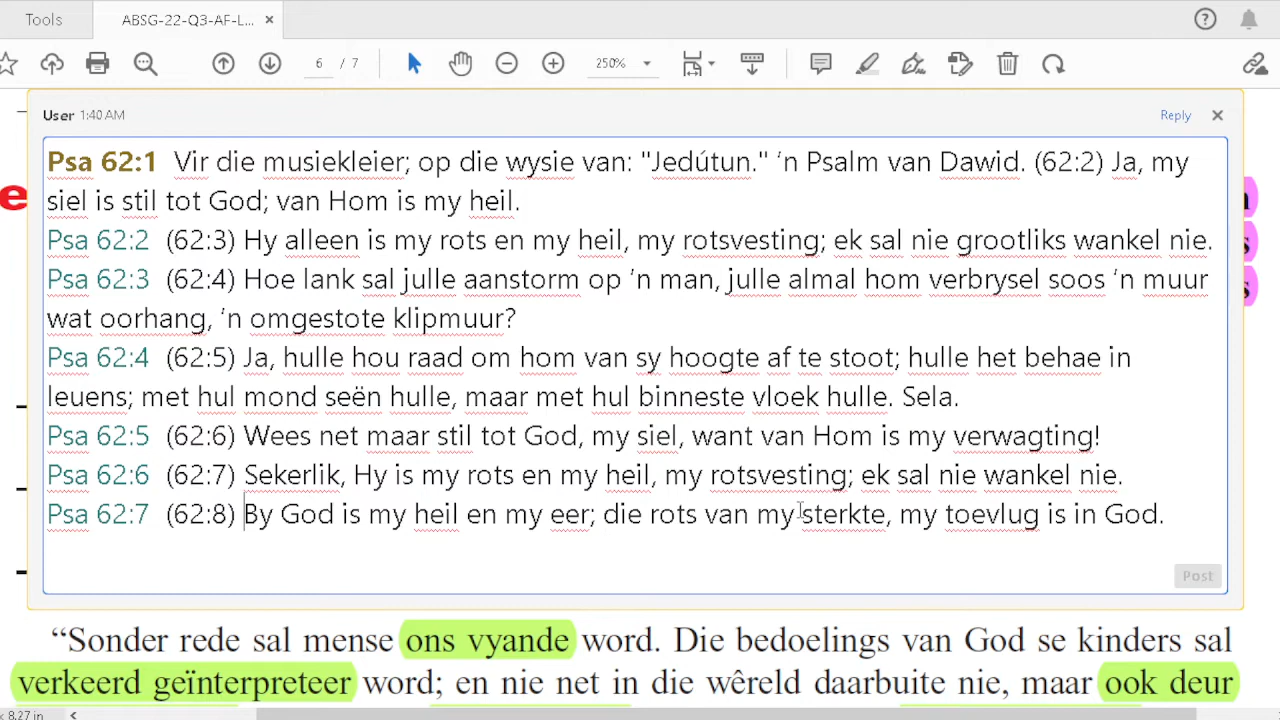 Tools
ABSG-22-Q3-AF-L...
6 / 7
250%
User 1:40 AM
Reply
Psa 62:1 Vir die musiekleier; op die wysie van: "Jedútun." ’n Psalm van Dawid. (62:2) Ja, my
siel is stil tot God; van Hom is my heil.
Psa 62:2 (62:3) Hy alleen is my rots en my heil, my rotsvesting; ek sal nie grootliks wankel nie.
Psa 62:3 (62:4) Hoe lank sal julle aanstorm op ’n man, julle almal hom verbrysel soos ’n muur
wat oorhang, ’n omgestote klipmuur?
Psa 62:4 (62:5) Ja, hulle hou raad om hom van sy hoogte af te stoot; hulle het behae in
leuens; met hul mond seën hulle, maar met hul binneste vloek hulle. Sela.
Psa 62:5 (62:6) Wees net maar stil tot God, my siel, want van Hom is my verwagting!
Psa 62:6 (62:7) Sekerlik, Hy is my rots en my heil, my rotsvesting; ek sal nie wankel nie.
Psa 62:7 (62:8) By God is my heil en my eer; die rots van my sterkte, my toevlug is in God.
Post
“Sonder rede sal mense ons vyande word. Die bedoelings van God se kinders sal
verkeerd geïnterpreteer word; en nie net in die wêreld daarbuite nie, maar ook deur
x 8,27 in